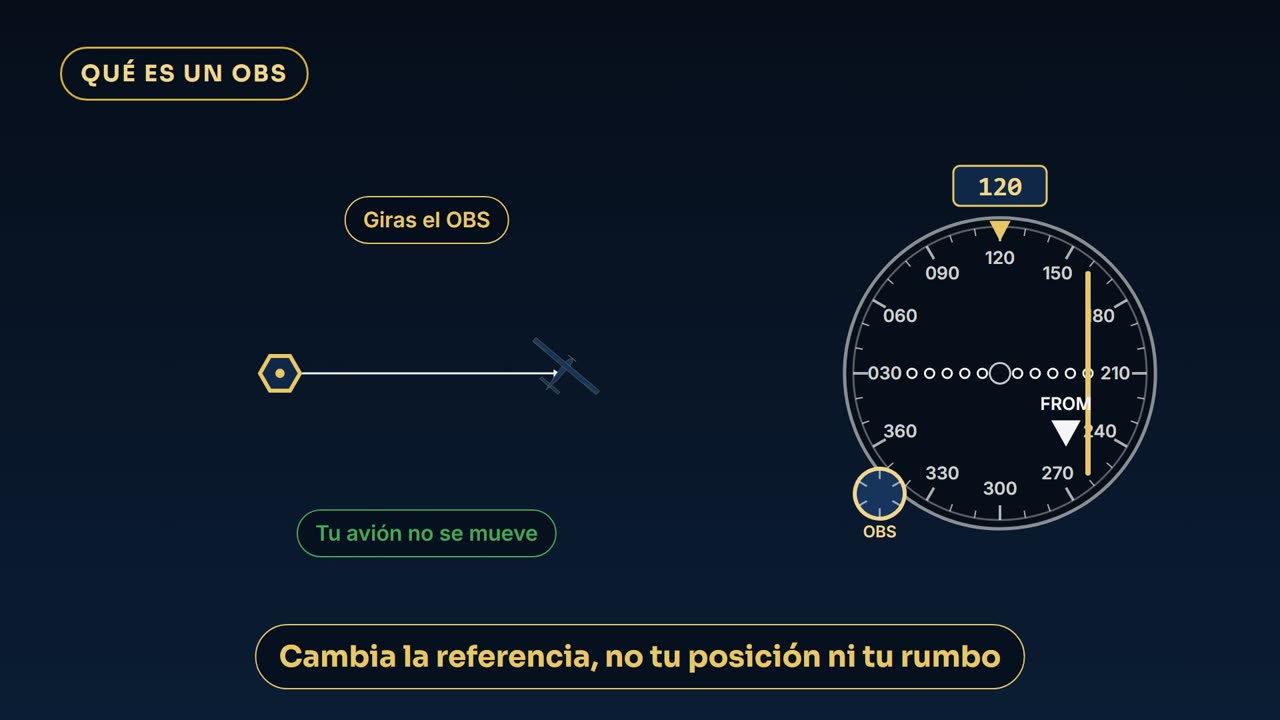 QUÉ ES UN OBS
Giras el OBS
Tu avión no se mueve
120
120
090
150
060
80
030
210
FROM
360
240
330
270
300
OBS
Cambia la referencia, no tu posición ni tu rumbo